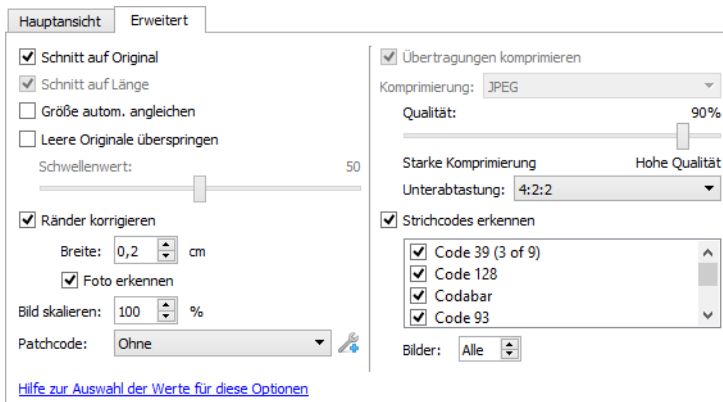 Hauptansicht Erweitert
Schnitt auf Original
Schnitt auf Länge
Größe autom. angleichen
Leere Originale überspringen
Schwellenwert: 50
Ränder korrigieren
Breite: 0,2 cm
Foto erkennen
Bild skalieren: 100 %
Patchcode: Ohne
Hilfe zur Auswahl der Werte für diese Optionen
Übertragungen komprimieren
Komprimierung: JPEG
Qualität: 90%
Starke Komprimierung Hohe Qualität
Unterabtastung: 4:2:2
Strichcodes erkennen
Code 39 (3 of 9)
Code 128
Codabar
Code 93
Bilder: Alle